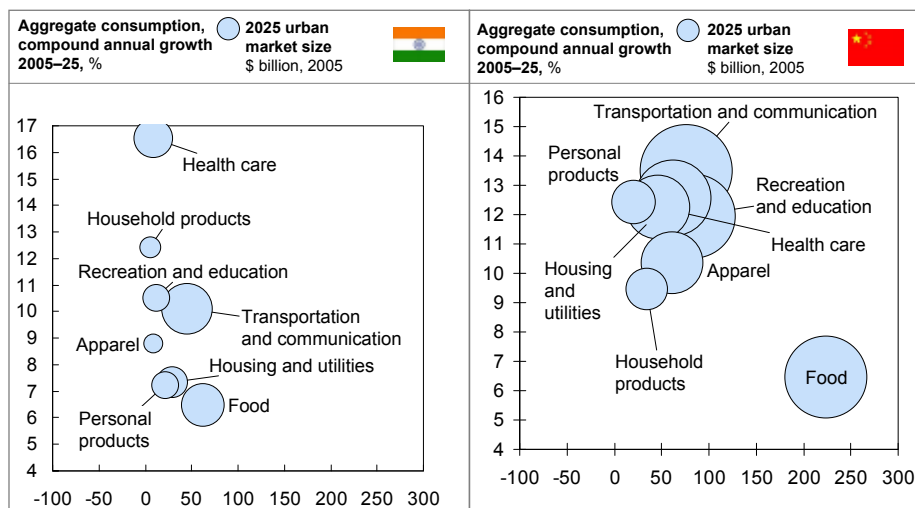 Aggregate consumption,
compound annual growth
2005–25, %
2025 urban
market size
$ billion, 2005
17
16
15
14
13
12
11
10
9
8
7
6
5
4
Health care
Household products
Recreation and education
Transportation
and communication
Apparel
Housing and utilities
Personal
products
Food
-100 -50 0 50 100 150 200 250 300
Aggregate consumption,
compound annual growth
2005–25, %
2025 urban
market size
$ billion, 2005
16
15
14
13
12
11
10
9
8
7
6
5
4
Transportation and communication
Personal
products
Recreation
and education
Health care
Housing
and
utilities
Apparel
Household
products
Food
-100 -50 0 50 100 150 200 250 300